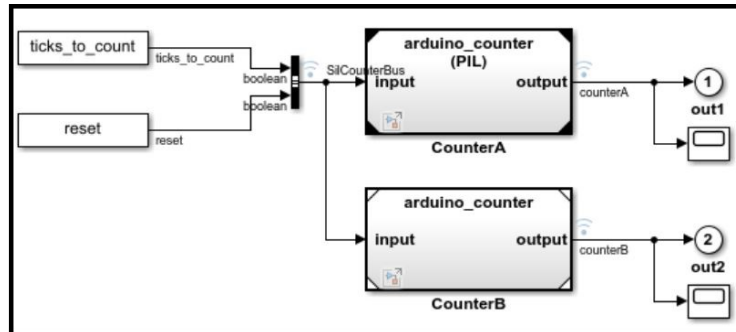 ticks_to_count
ticks_to_count
boolean
SilCounterBus
boolean
reset
reset
arduino_counter
(PIL)
input
output
counterA
CounterA
1
out1
arduino_counter
input
output
counterB
CounterB
2
out2